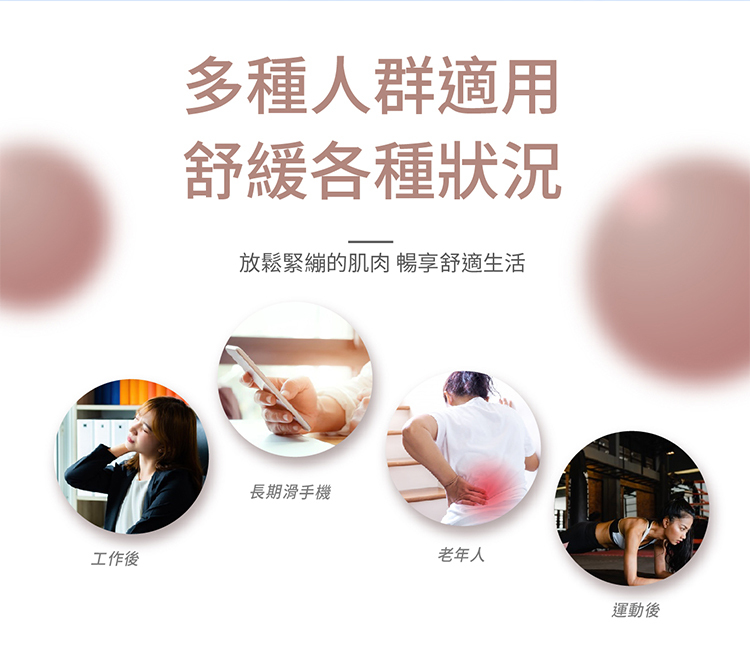 多種人群適用
舒緩各種狀況
放鬆緊繃的肌肉 暢享舒適生活
長期滑手機
工作後
老年人
運動後